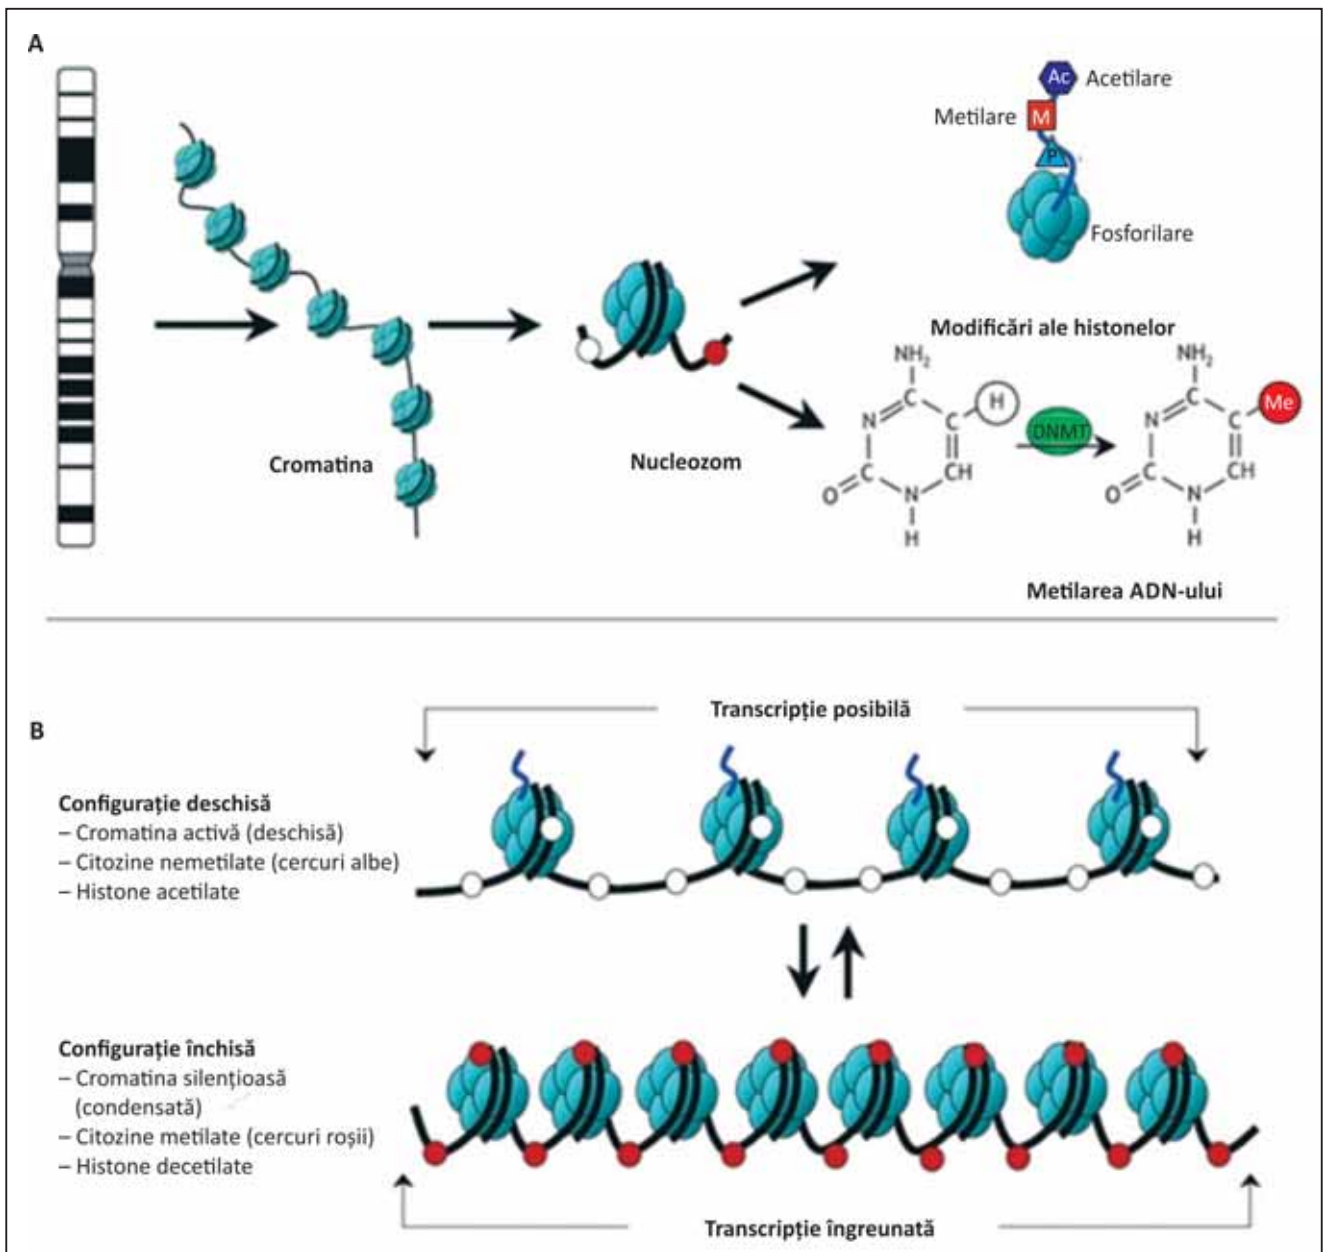 A
Ac Acetilare
Metilare M
P
Fosforilare
Modificări ale histonelor
Cromatina
Nucleozom
NH₂
C
H
N
C
CH
C
O
N
H
DNMT
NH₂
C
Me
N
C
CH
C
O
N
H
Metilarea ADN-ului
B
Transcripție posibilă
Configurație deschisă
– Cromatina activă (deschisă)
– Citozine nemetilate (cercuri albe)
– Histone acetilate
Configurație închisă
– Cromatina silențioasă
(condensată)
– Citozine metilate (cercuri roșii)
– Histone decetilate
Transcripție îngreunată